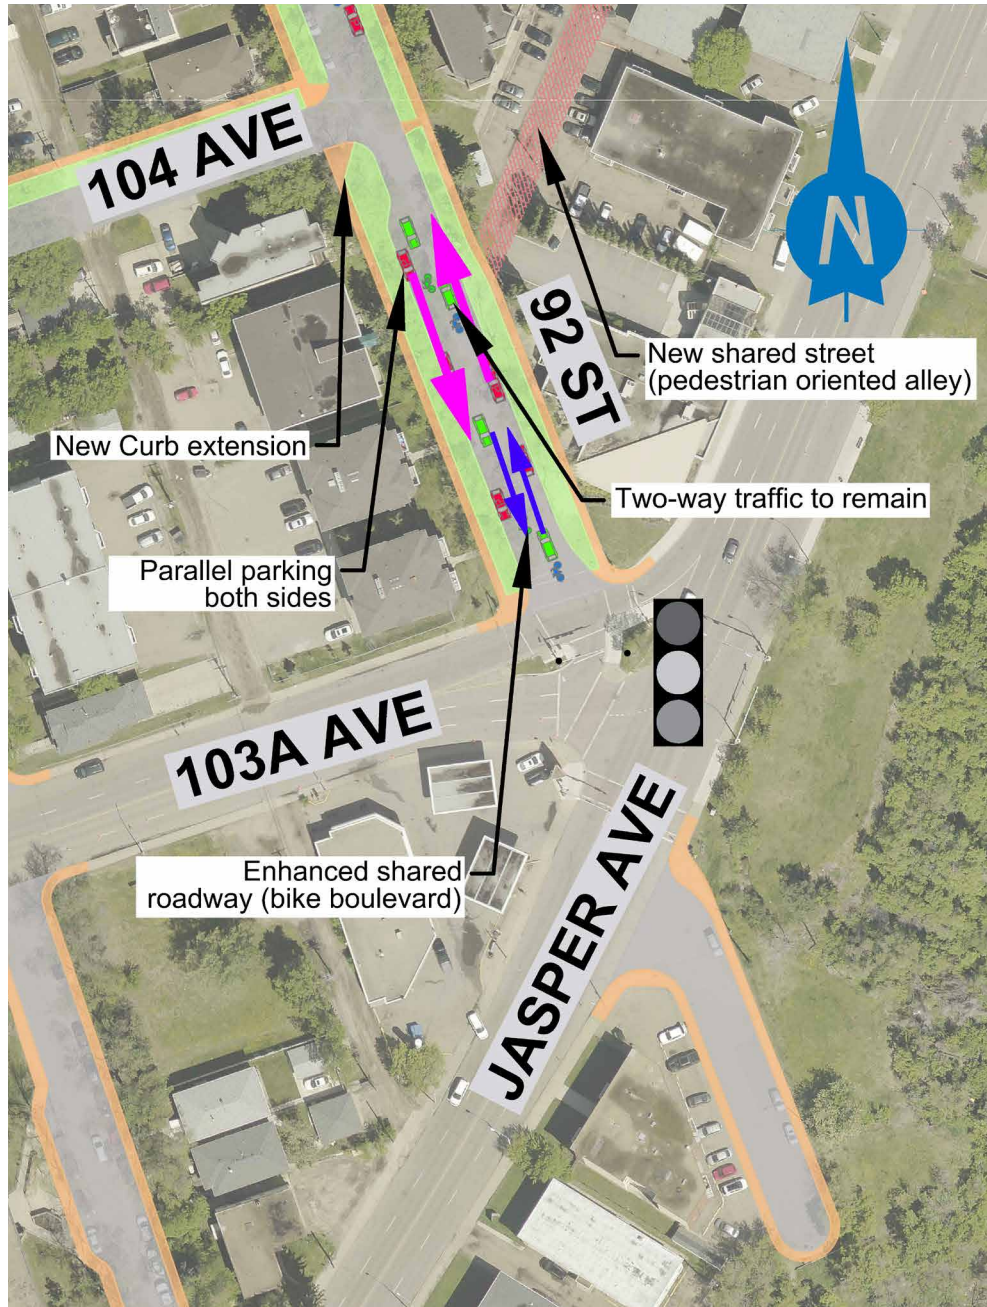 104 AVE
N
92 ST
New shared street
(pedestrian oriented alley)
New Curb extension
Two-way traffic to remain
Parallel parking
both sides
103A AVE
Enhanced shared
roadway (bike boulevard)
JASPER AVE